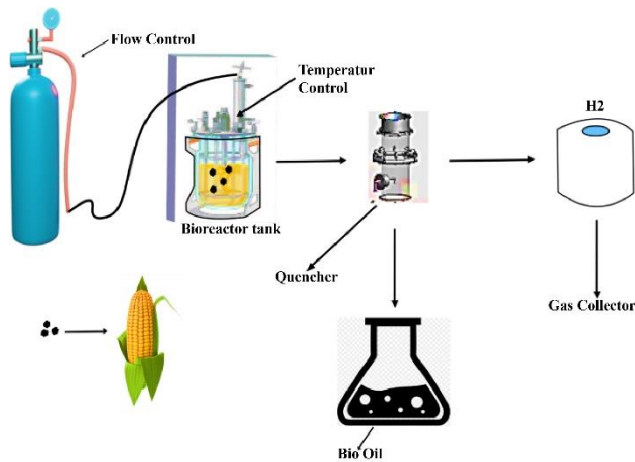 Flow Control
Temperatur
Control
H2
Bioreactor tank
Quencher
Gas Collector
Bio Oil